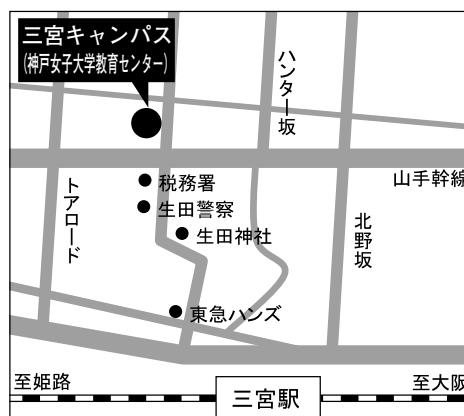 三宮キャンパス
(神戸女子大学教育センター)
ハンター坂
山手幹線
トアロード
税務署
生田警察
生田神社
北野坂
東急ハンズ
至姫路
三宮駅
至大阪